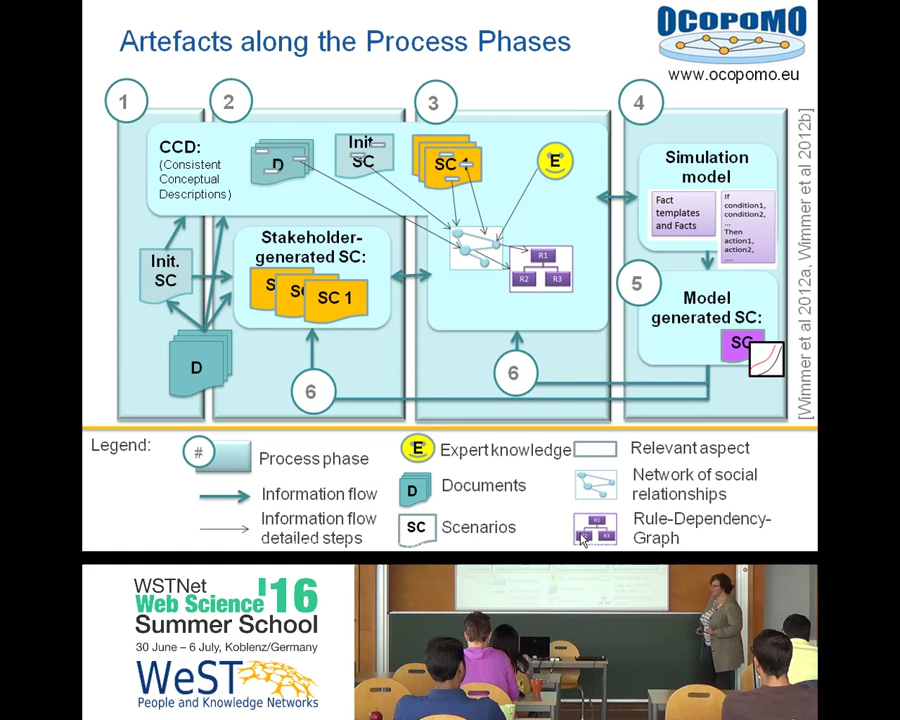 Artefacts along the Process Phases
OCOPOMO
www.ocopomo.eu
1
2
3
4
CCD:
(Consistent
Conceptual
Descriptions)
D
Init.
SC
SC 1
E
Simulation
model
Fact
templates
and Facts
If
condition1,
condition2,
...
Then
action1,
action2,
....
R1
R2
R3
Init.
SC
Stakeholder-
generated SC:
S
SC
SC 1
D
5
Model
generated SC:
SC
6
6
[Wimmer et al 2012a, Wimmer et al 2012b]
Legend:
#
Process phase
Information flow
Information flow
detailed steps
E
Expert knowledge
D
Documents
SC
Scenarios
Relevant aspect
Network of social
relationships
R1
R3
Rule-Dependency-
Graph
WSTNet
Web Science '16
Summer School
30 June – 6 July, Koblenz/Germany
WeST
People and Knowledge Networks